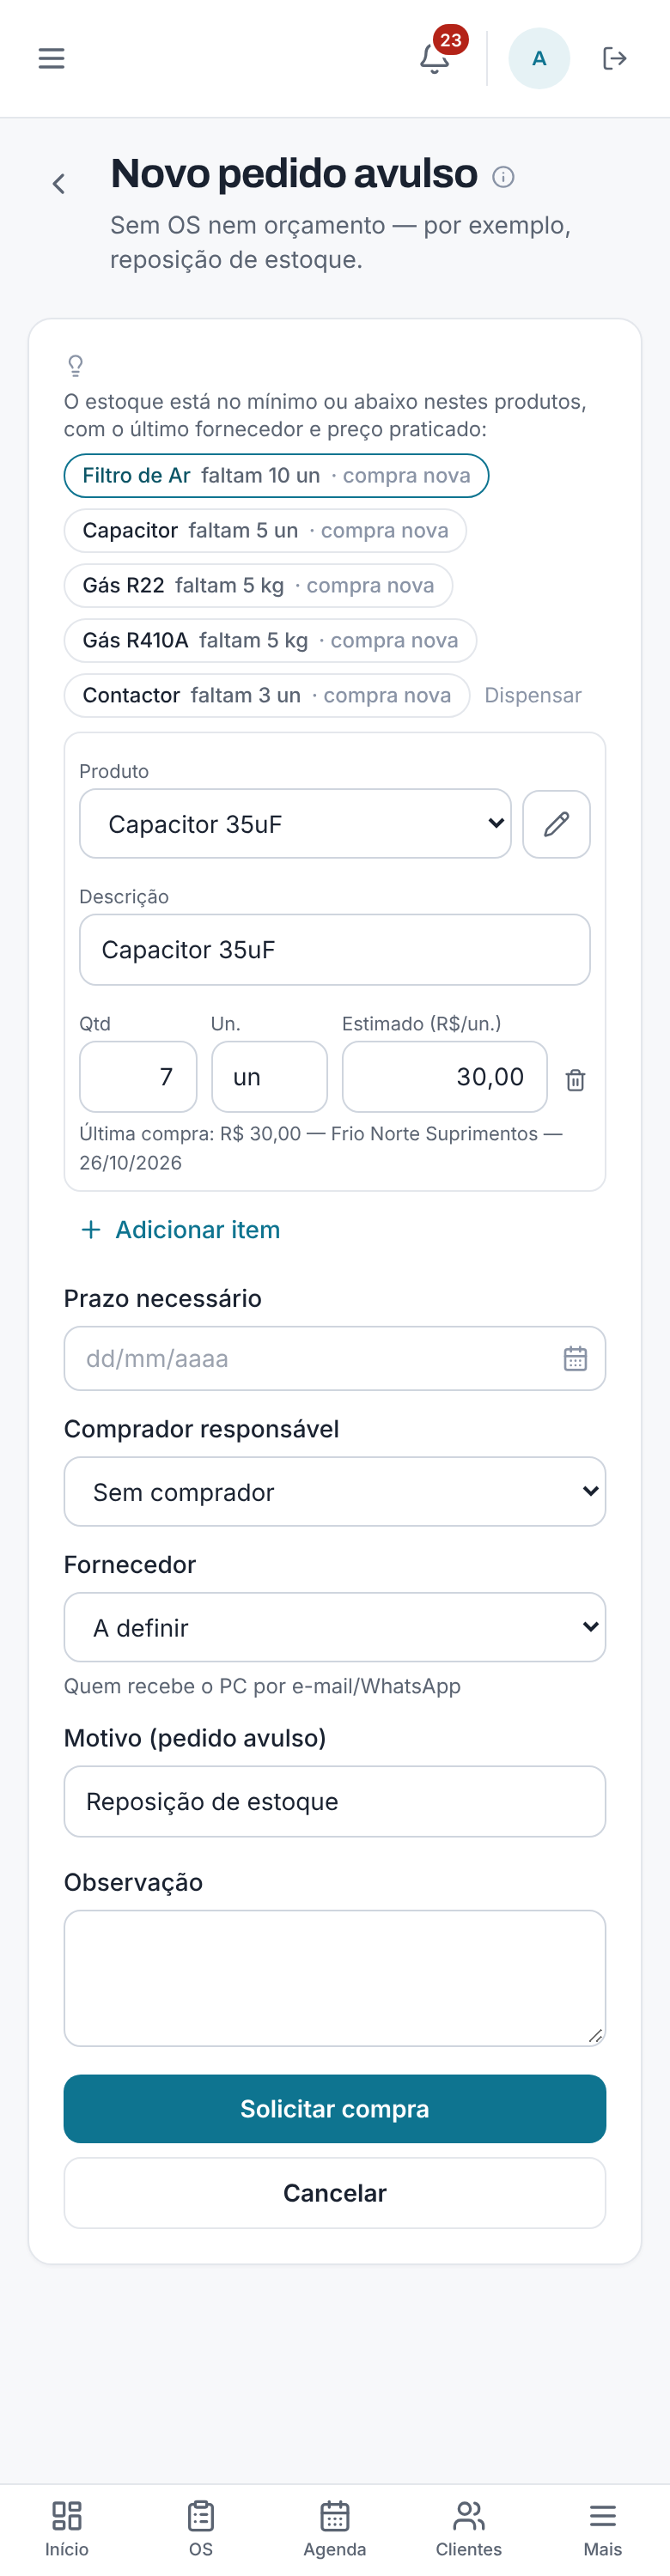 23
A
Novo pedido avulso
Sem OS nem orçamento — por exemplo,
reposição de estoque.
O estoque está no mínimo ou abaixo nestes produtos,
com o último fornecedor e preço praticado:
Filtro de Ar faltam 10 un · compra nova
Capacitor faltam 5 un · compra nova
Gás R22 faltam 5 kg · compra nova
Gás R410A faltam 5 kg · compra nova
Contactor faltam 3 un · compra nova Dispensar
Produto
Capacitor 35uF
Descrição
Capacitor 35uF
Qtd Un. Estimado (R$/un.)
7 un 30,00
Última compra: R$ 30,00 — Frio Norte Suprimentos —
26/10/2026
Adicionar item
Prazo necessário
dd/mm/aaaa
Comprador responsável
Sem comprador
Fornecedor
A definir
Quem recebe o PC por e-mail/WhatsApp
Motivo (pedido avulso)
Reposição de estoque
Observação
Solicitar compra
Cancelar
Início OS Agenda Clientes Mais